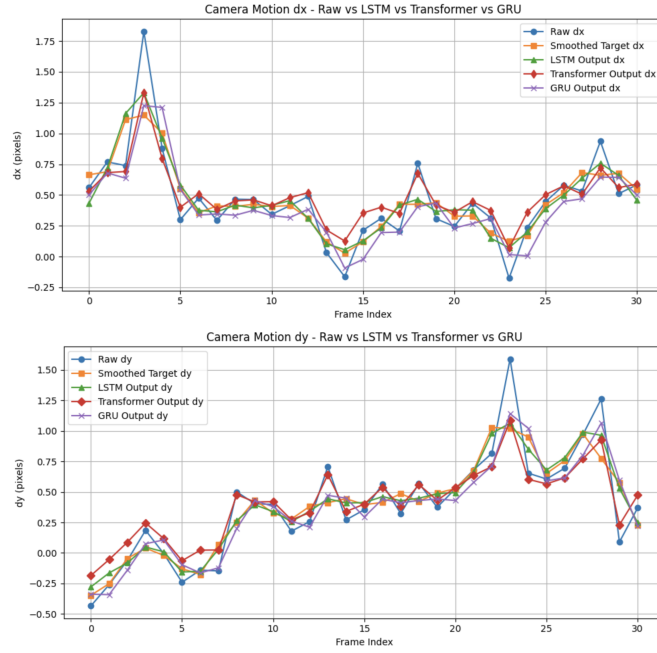 Camera Motion dx - Raw vs LSTM vs Transformer vs GRU
Raw dx
Smoothed Target dx
LSTM Output dx
Transformer Output dx
GRU Output dx
dx (pixels)
1.75
1.50
1.25
1.00
0.75
0.50
0.25
0.00
−0.25
0 5 10 15 20 25 30
Frame Index
Camera Motion dy - Raw vs LSTM vs Transformer vs GRU
Raw dy
Smoothed Target dy
LSTM Output dy
Transformer Output dy
GRU Output dy
dy (pixels)
1.50
1.25
1.00
0.75
0.50
0.25
0.00
−0.25
−0.50
0 5 10 15 20 25 30
Frame Index